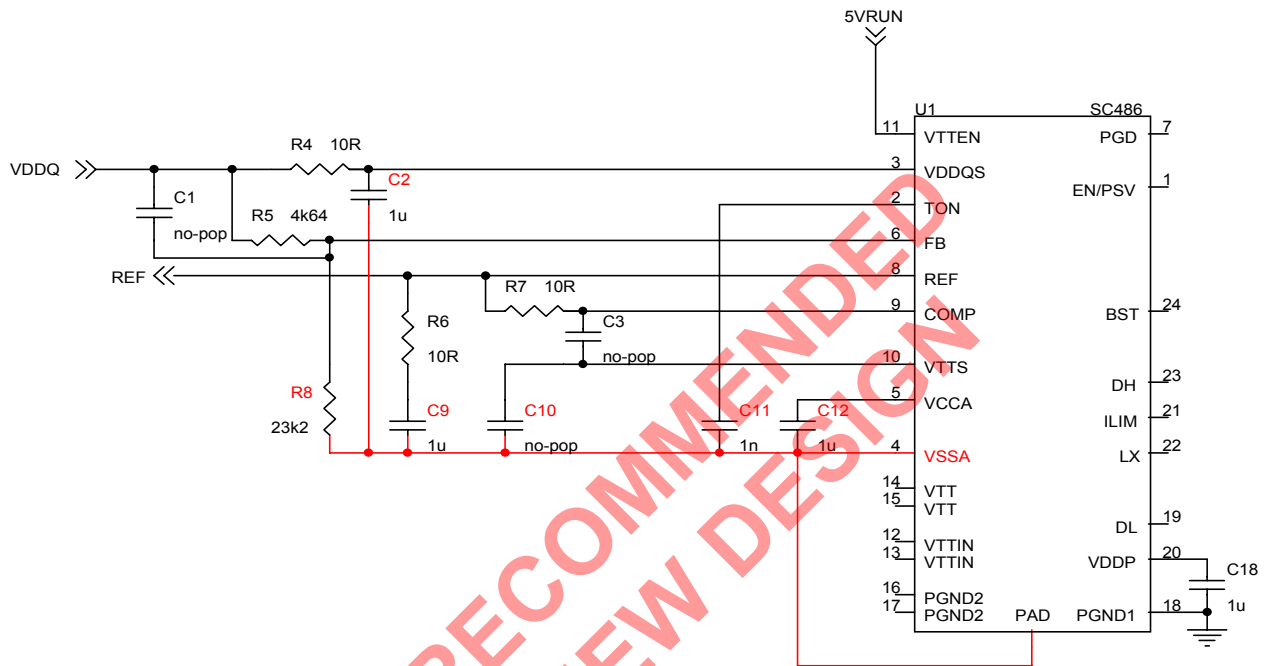 5VRUN
U1 SC486
11 VTTEN PGD 7
R4 10R
VDDQ
3 VDDQS
C2
EN/PSV 1
C1
2 TON
1u
R5 4k64
no-pop
6 FB
REF
8 REF
R7 10R
9 COMP BST 24
R6
C3
10R
no-pop
10 VTTS
DH 23
R8
5 VCCA
C9 C10 C11 C12
ILIM 21
23k2
1u no-pop 1n 1u
4 VSSA LX 22
14 VTT
15 VTT
DL 19
12 VTTIN
13 VTTIN VDDP 20
C18
16 PGND2
1u
17 PGND2 PAD PGND1 18
RECOMMENDED
EW DESIGN